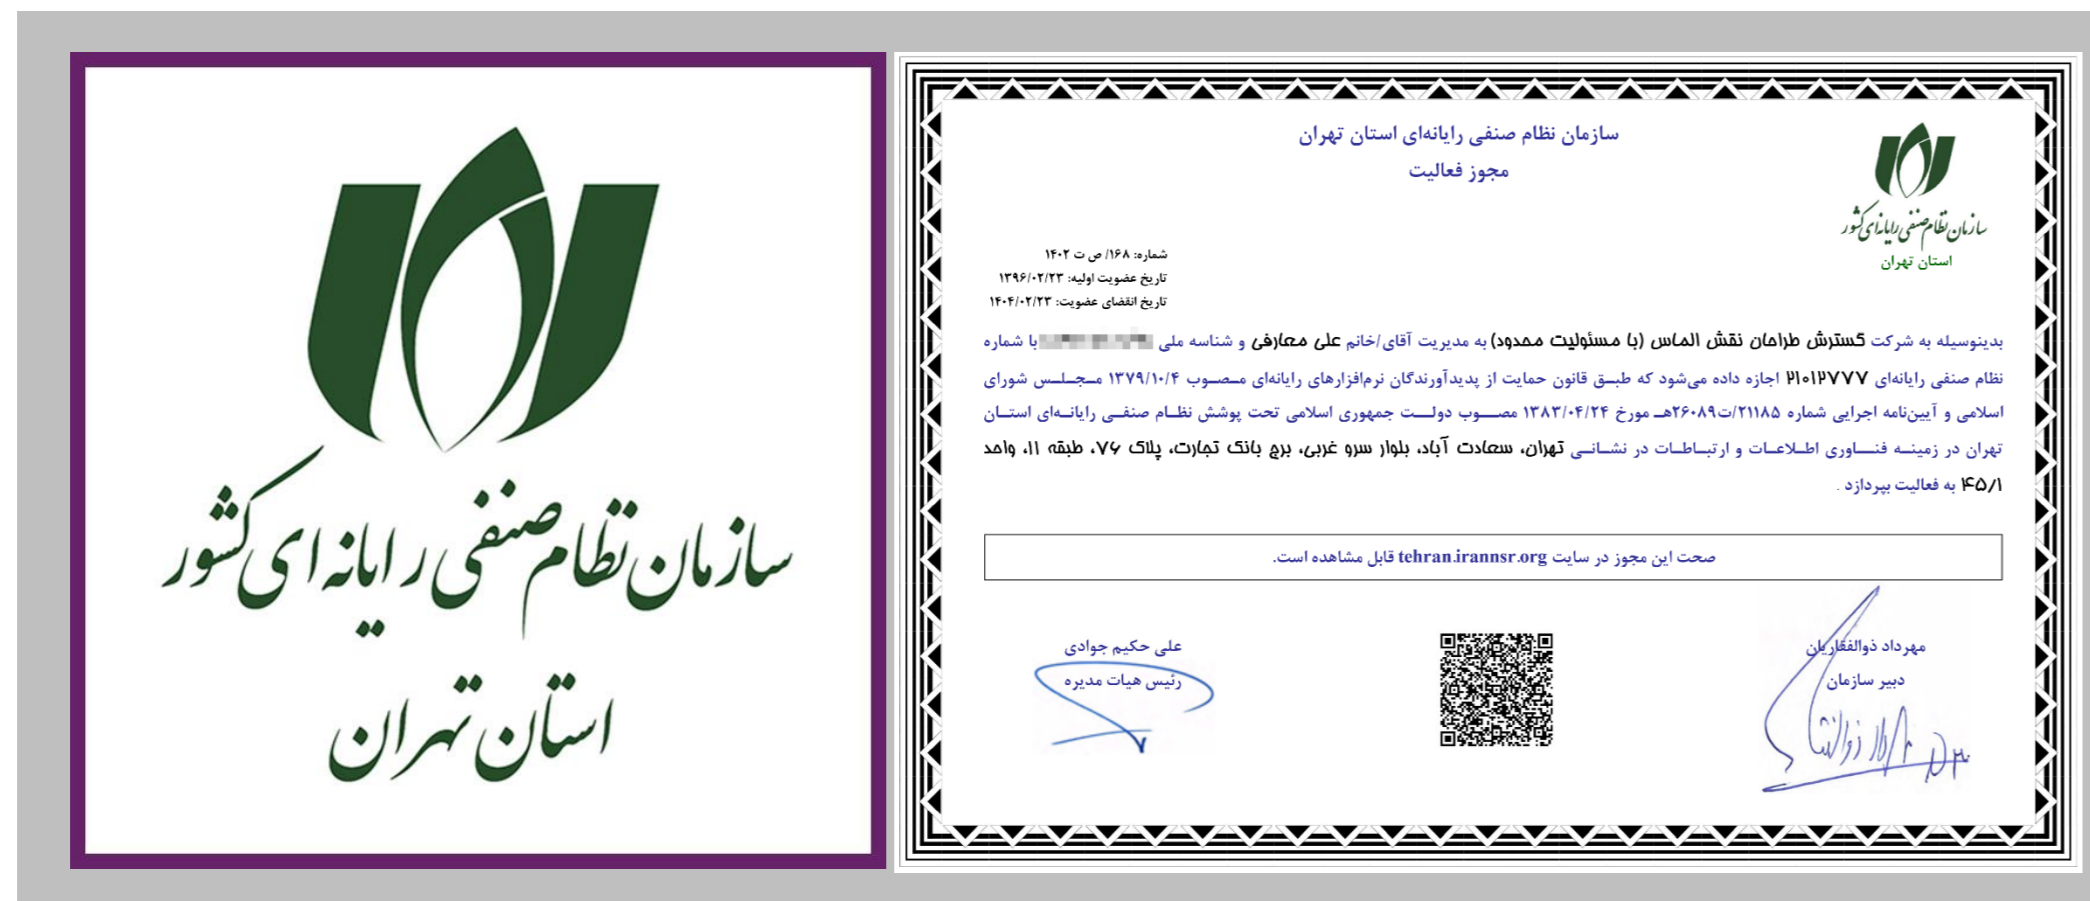 سازمان نظام صنفی رایانه ای کشور
استان تهران
سازمان نظام صنفی رایانه‌ای استان تهران
مجوز فعالیت
سازمان نظام صنفی رایانه‌ای کشور
استان تهران
شماره: ۱۶۸/ ص ت ۱۴۰۲
تاریخ عضویت اولیه: ۱۳۹۶/۰۲/۲۳
تاریخ انقضای عضویت: ۱۴۰۴/۰۲/۲۳
بدینوسیله به شرکت گسترش طراحان نقش الماس (با مسئولیت محدود) به مدیریت آقای/خانم علی معارفی و شناسه ملی با شماره
نظام صنفی رایانه‌ای ۲۱۰۱۲۷۷۷ اجازه داده می‌شود که طبق قانون حمایت از پدیدآورندگان نرم‌افزارهای رایانه‌ای مصوب ۱۳۷۹/۱۰/۴ مجلس شورای
اسلامی و آیین‌نامه اجرایی شماره ۲۱۱۸۵/ت۲۶۰۸۹هـ مورخ ۱۳۸۳/۰۴/۲۴ مصوب دولت جمهوری اسلامی تحت پوشش نظام صنفی رایانه‌ای استان
تهران در زمینه فناوری اطلاعات و ارتباطات در نشانی تهران، سعادت آباد، بلوار سرو غربی، برج بانک تجارت، پلاک ۷۶، طبقه ۱۱، واحد
۴۵/۱ به فعالیت بپردازد .
صحت این مجوز در سایت tehran.irannsr.org قابل مشاهده است.
مهرداد ذوالفقاریان
دبیر سازمان
علی حکیم جوادی
رئیس هیات مدیره